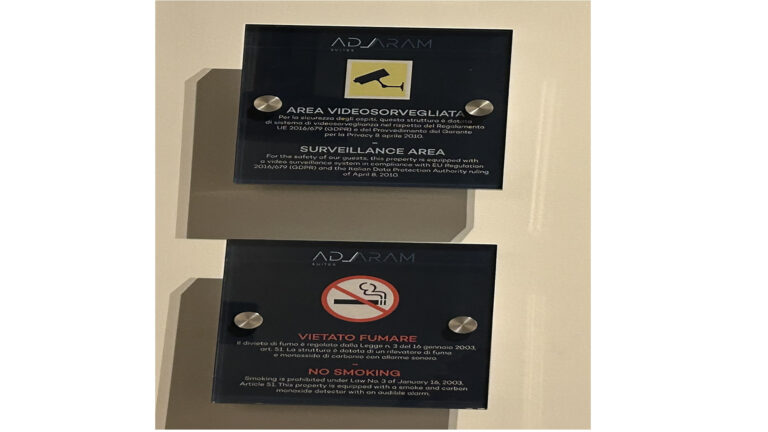 AD_ARAM
SUITES
AREA VIDEOSORVEGLIATA
Per la sicurezza degli ospiti, questa struttura è dotata
di sistema di videosorveglianza nel rispetto del Regolamento
UE 2016/679 (GDPR) e del Provvedimento del Garante
per la Privacy 8 aprile 2010.
SURVEILLANCE AREA
For the safety of our guests, this property is equipped with
a video surveillance system in compliance with EU Regulation
2016/679 (GDPR) and the Italian Data Protection Authority ruling
of April 8, 2010.
AD_ARAM
SUITES
VIETATO FUMARE
Il divieto di fumo è regolato dalla Legge n. 3 del 16 gennaio 2003,
art. 51. La struttura è dotata di un rilevatore di fumo
e monossido di carbonio con allarme sonoro.
NO SMOKING
Smoking is prohibited under Law No. 3 of January 16, 2003,
Article 51. This property is equipped with a smoke and carbon
monoxide detector with an audible alarm.